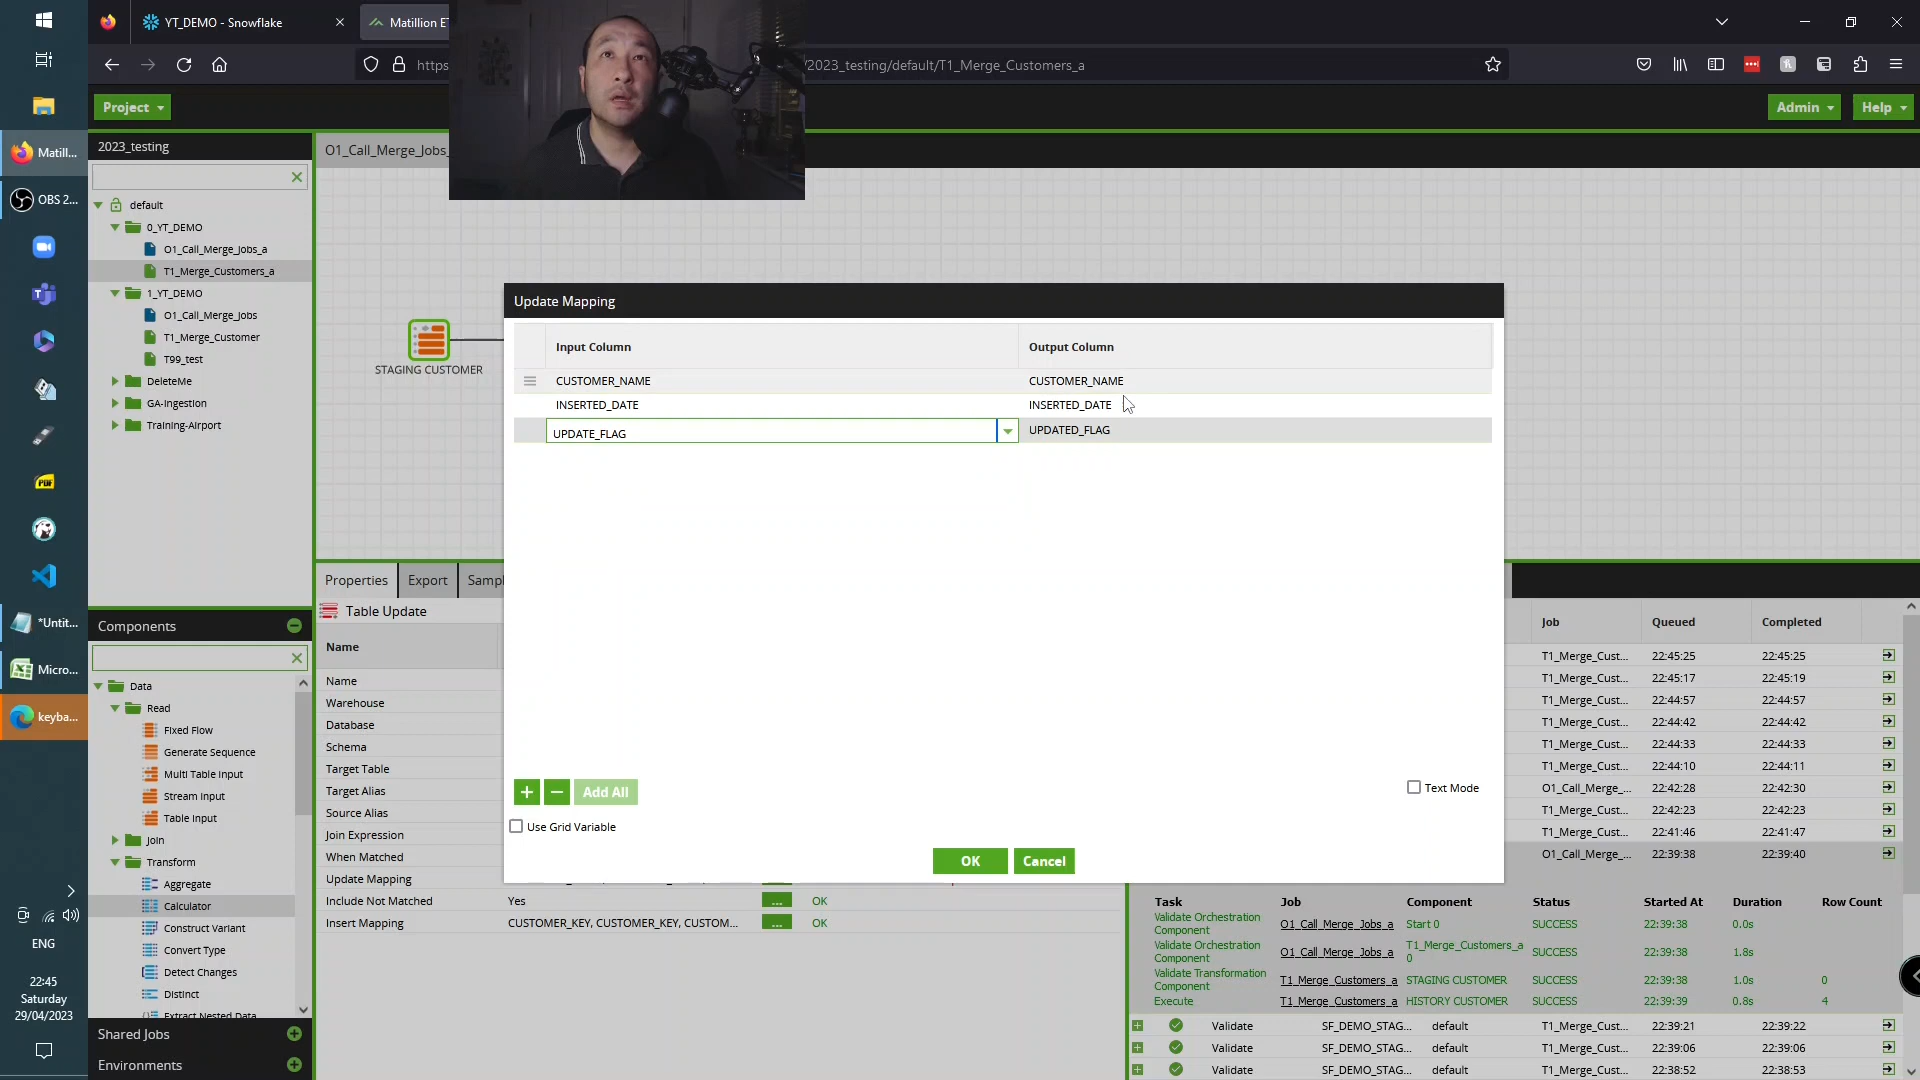 YT_DEMO - Snowflake
Matillion ET
https
/2023_testing/default/T1_Merge_Customers_a
Project
Admin
Help
2023_testing
default
0_YT_DEMO
O1_Call_Merge_Jobs_a
T1_Merge_Customers_a
1_YT_DEMO
O1_Call_Merge_Jobs
T1_Merge_Customer
T99_test
DeleteMe
GA-Ingestion
Training-Airport
Matill...
OBS 2...
*Untit...
Micro...
keyba...
ENG
22:45
Saturday
29/04/2023
O1_Call_Merge_Jobs_
STAGING CUSTOMER
Update Mapping
Input Column
Output Column
CUSTOMER_NAME
CUSTOMER_NAME
INSERTED_DATE
INSERTED_DATE
UPDATE_FLAG
UPDATED_FLAG
Add All
Text Mode
Use Grid Variable
OK
Cancel
Components
Data
Read
Fixed Flow
Generate Sequence
Multi Table Input
Stream Input
Table Input
Join
Transform
Aggregate
Calculator
Construct Variant
Convert Type
Detect Changes
Distinct
Extract Nested Data
Shared Jobs
Environments
Properties
Export
Sampl
Table Update
Name
Name
Warehouse
Database
Schema
Target Table
Target Alias
Source Alias
Join Expression
When Matched
Update Mapping
Include Not Matched Yes ... OK
Insert Mapping CUSTOMER_KEY, CUSTOMER_KEY, CUSTOM... ... OK
Job Queued Completed
T1_Merge_Cust... 22:45:25 22:45:25
T1_Merge_Cust... 22:45:17 22:45:19
T1_Merge_Cust... 22:44:57 22:44:57
T1_Merge_Cust... 22:44:42 22:44:42
T1_Merge_Cust... 22:44:33 22:44:33
T1_Merge_Cust... 22:44:10 22:44:11
O1_Call_Merge_... 22:42:28 22:42:30
T1_Merge_Cust... 22:42:23 22:42:23
T1_Merge_Cust... 22:41:46 22:41:47
O1_Call_Merge_... 22:39:38 22:39:40
Task Job Component Status Started At Duration Row Count
Validate Orchestration
Component
O1_Call_Merge_Jobs_a Start 0 SUCCESS 22:39:38 0.0s
Validate Orchestration
Component
O1_Call_Merge_Jobs_a
T1_Merge_Customers_a
0
SUCCESS 22:39:38 1.8s
Validate Transformation
Component
T1_Merge_Customers_a STAGING CUSTOMER SUCCESS 22:39:38 1.0s 0
Execute T1_Merge_Customers_a HISTORY CUSTOMER SUCCESS 22:39:39 0.8s 4
Validate SF_DEMO_STAG... default T1_Merge_Cust... 22:39:21 22:39:22
Validate SF_DEMO_STAG... default T1_Merge_Cust... 22:39:06 22:39:06
Validate SF_DEMO_STAG... default T1_Merge_Cust... 22:38:52 22:38:53